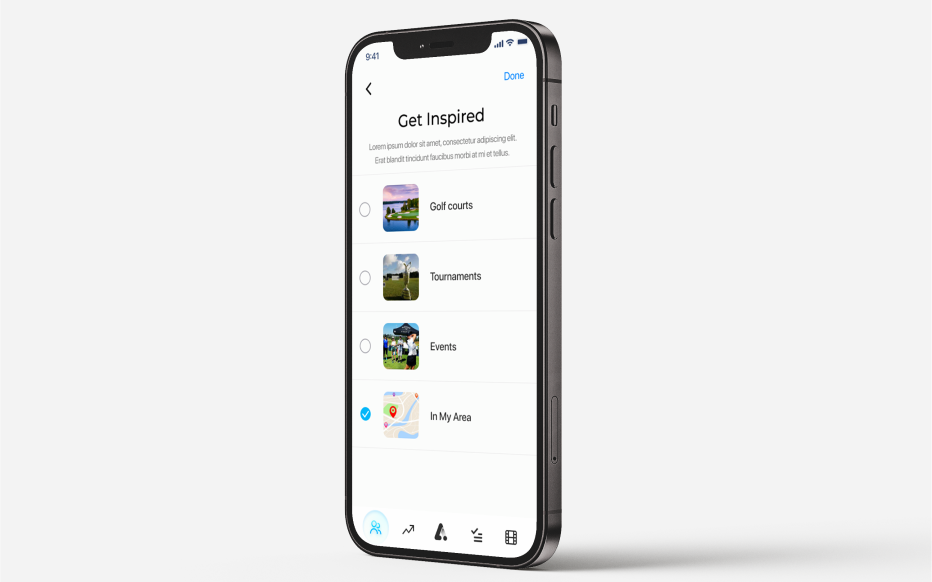 9:41
Done
Get Inspired
Lorem ipsum dolor sit amet, consectetur adipiscing elit.
Erat blandit tincidunt faucibus morbi at mi et tellus.
Golf courts
Tournaments
Events
In My Area